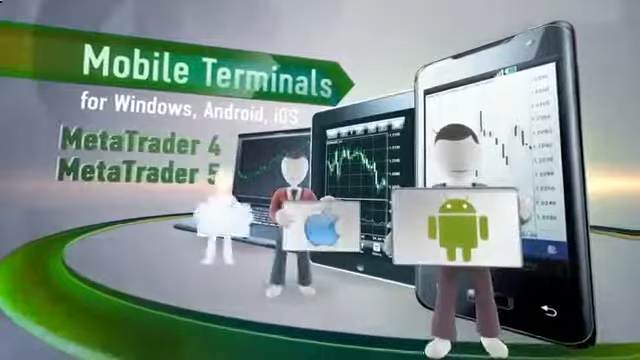 Mobile Terminals
for Windows, Android, iOS
MetaTrader 4
MetaTrader 5